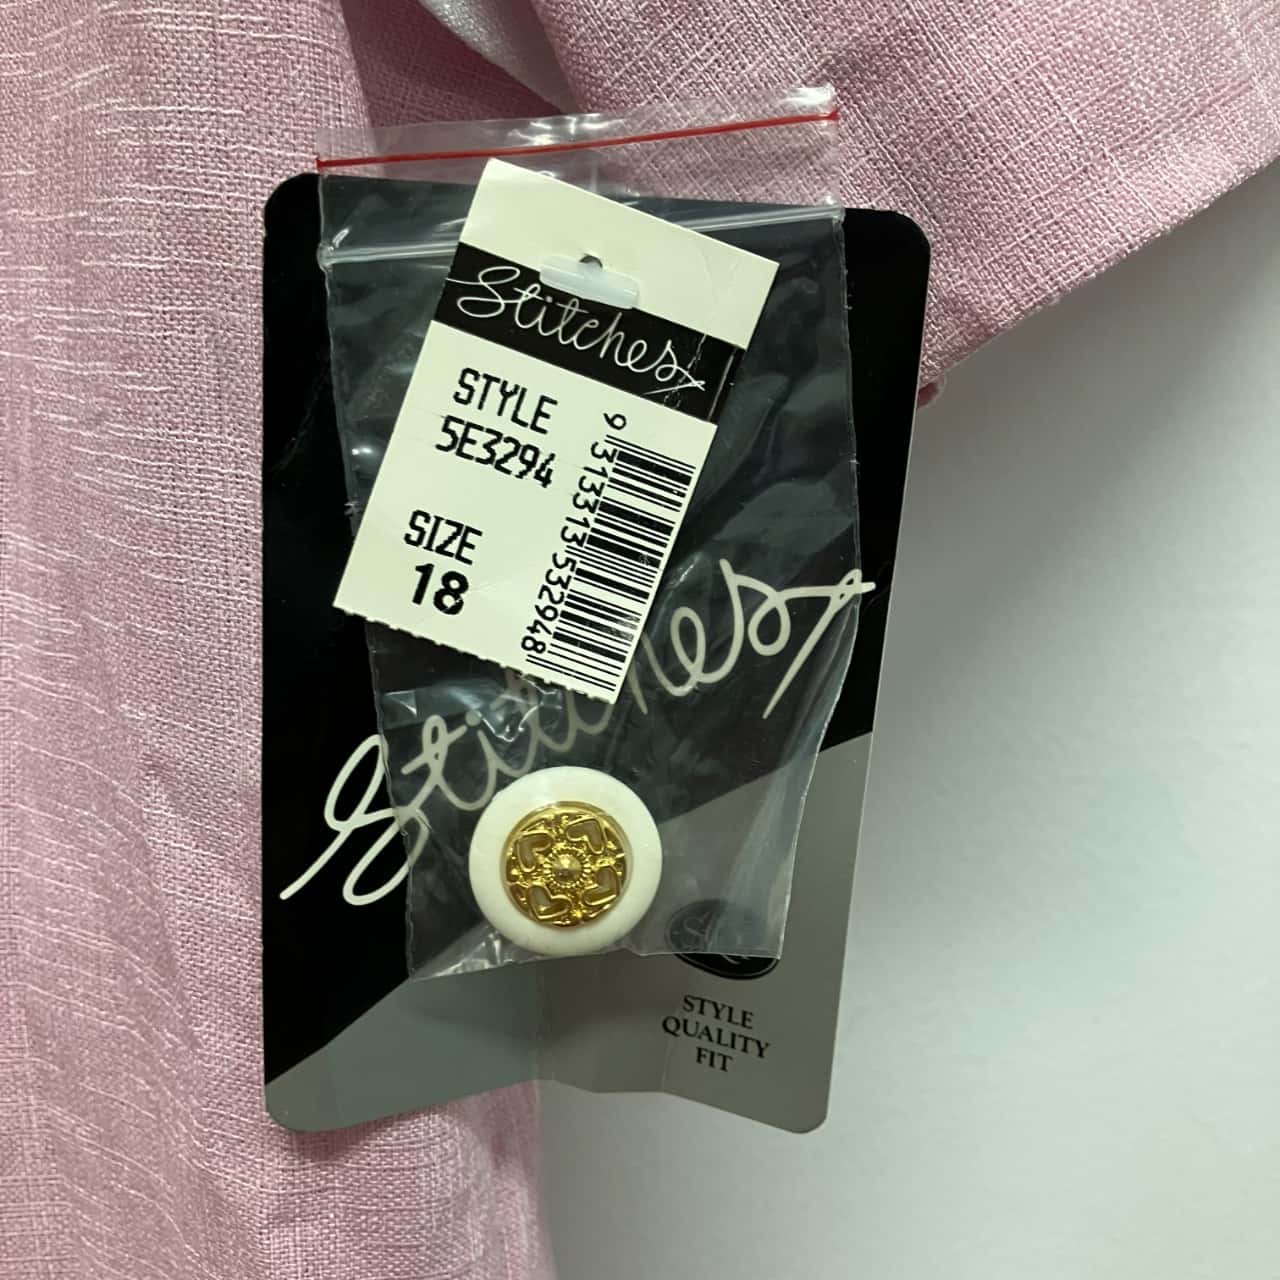 Stitches
STYLE
5E3294
SIZE
18
9 313313 532948
Stitches
STYLE
QUALITY
FIT